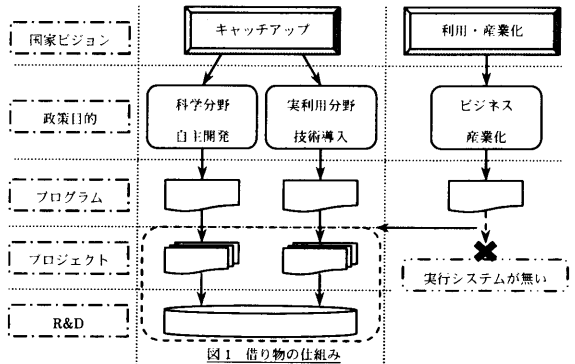 国家ビジョン
キャッチアップ
利用・産業化
政策目的
科学分野
自主開発
実利用分野
技術導入
ビジネス
産業化
プログラム
プロジェクト
実行システムが無い
R&D
図1 借り物の仕組み